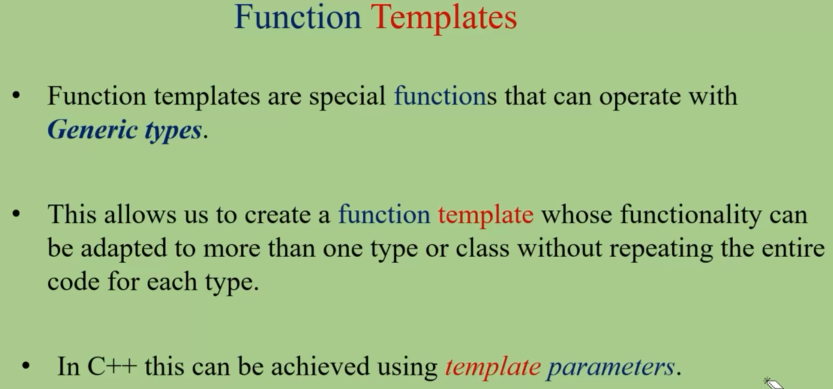 Function Templates
• Function templates are special functions that can operate with
Generic types.
• This allows us to create a function template whose functionality can
be adapted to more than one type or class without repeating the entire
code for each type.
• In C++ this can be achieved using template parameters.